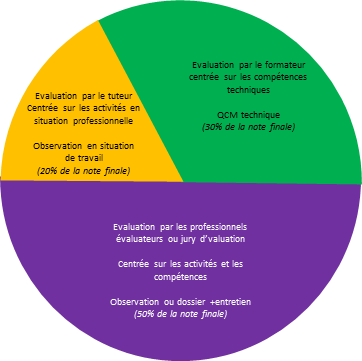 Evaluation par le formateur
centrée sur les compétences
techniques
QCM technique
(30% de la note finale)
Evaluation par le tuteur
Centrée sur les activités en
situation professionnelle
Observation en situation
de travail
(20% de la note finale)
Evaluation par les professionnels
évaluateurs ou jury d'valuation
Centrée sur les activités et les
compétences
Observation ou dossier +entretien
(50% de la note finale)